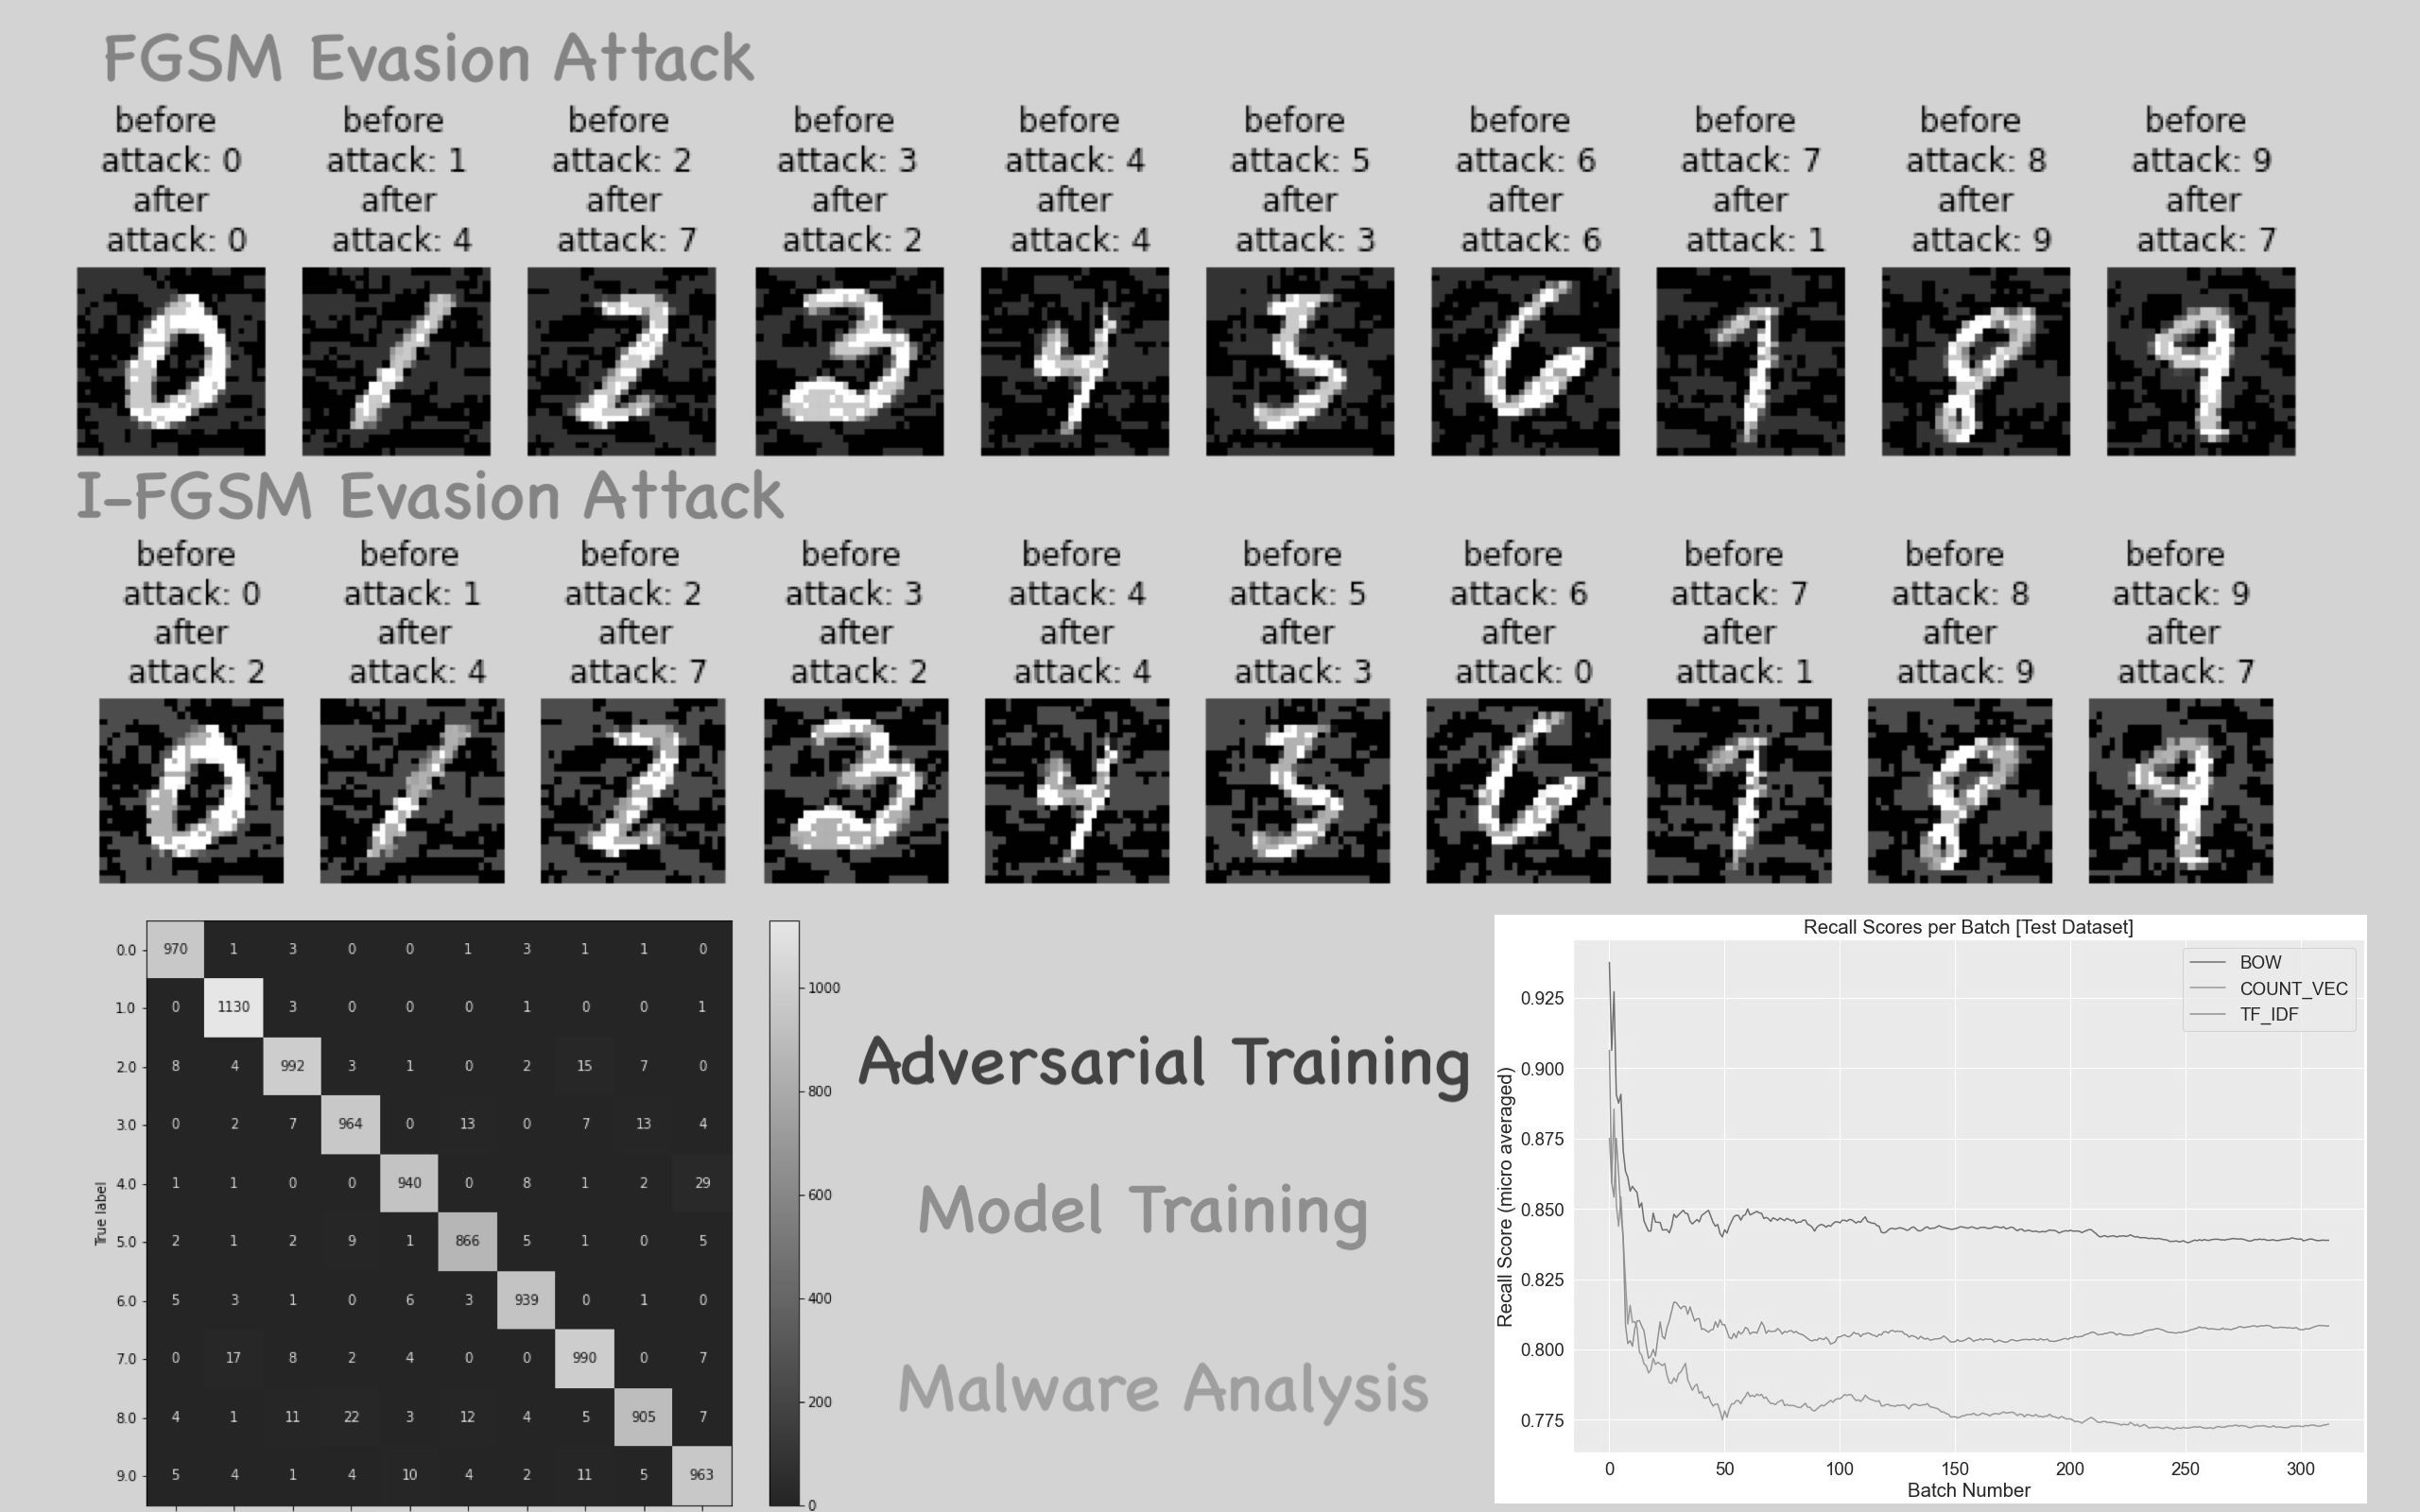 FGSM Evasion Attack
before before before before before before before before before before
attack: 0 attack: 1 attack: 2 attack: 3 attack: 4 attack: 5 attack: 6 attack: 7 attack: 8 attack: 9
after after after after after after after after after after
attack: 0 attack: 4 attack: 7 attack: 2 attack: 4 attack: 3 attack: 6 attack: 1 attack: 9 attack: 7
I-FGSM Evasion Attack
before before before before before before before before before before
attack: 0 attack: 1 attack: 2 attack: 3 attack: 4 attack: 5 attack: 6 attack: 7 attack: 8 attack: 9
after after after after after after after after after after
attack: 2 attack: 4 attack: 7 attack: 2 attack: 4 attack: 3 attack: 0 attack: 1 attack: 9 attack: 7
True label
0.0 970 1 3 0 0 1 3 1 1 0
1.0 0 1130 3 0 0 0 1 0 0 1
2.0 8 4 992 3 1 0 2 15 7 0
3.0 0 2 7 964 0 13 0 7 13 4
4.0 1 1 0 0 940 0 8 1 2 29
5.0 2 1 2 9 1 866 5 1 0 5
6.0 5 3 1 0 6 3 939 0 1 0
7.0 0 17 8 2 4 0 0 990 0 7
8.0 4 1 11 22 3 12 4 5 905 7
9.0 5 4 1 4 10 4 2 11 5 963
1000
800
600
400
200
0
Adversarial Training
Model Training
Malware Analysis
Recall Scores per Batch [Test Dataset]
BOW
COUNT_VEC
TF_IDF
Recall Score (micro averaged)
0.925
0.900
0.875
0.850
0.825
0.800
0.775
0 50 100 150 200 250 300
Batch Number